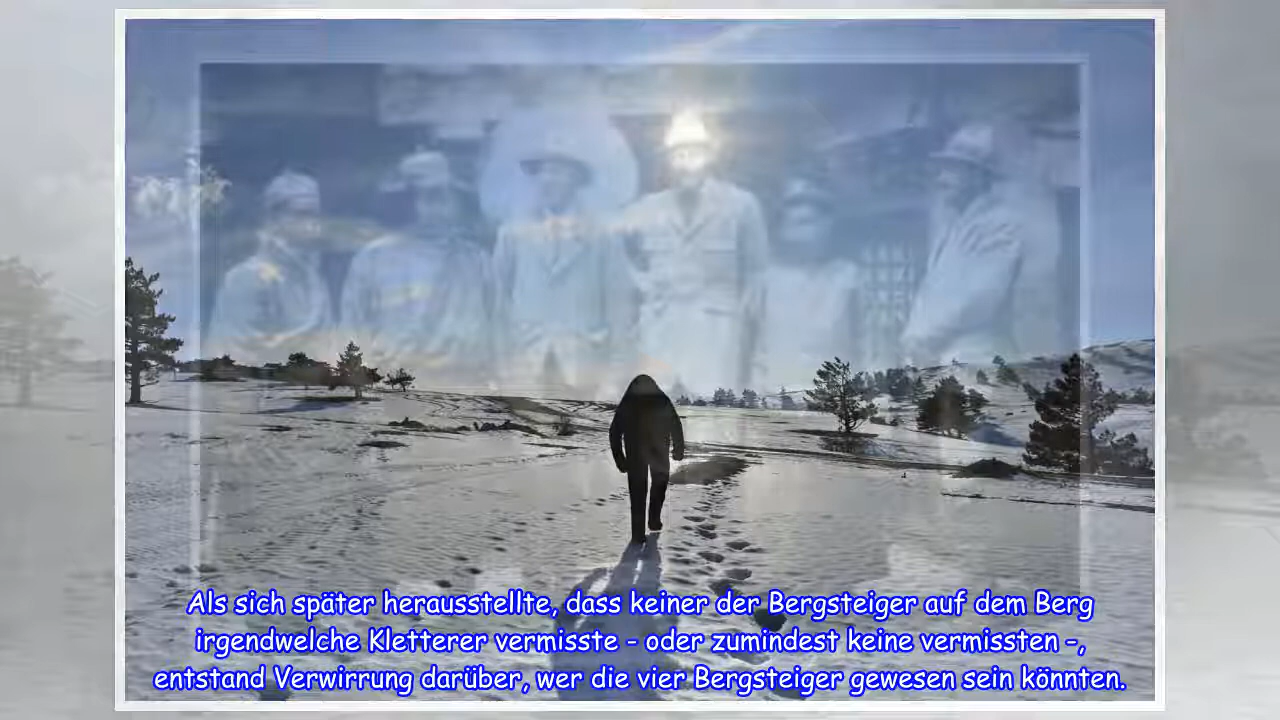 Als sich später herausstellte, dass keiner der Bergsteiger auf dem Berg
irgendwelche Kletterer vermisste - oder zumindest keine vermissten -,
entstand Verwirrung darüber, wer die vier Bergsteiger gewesen sein könnten.